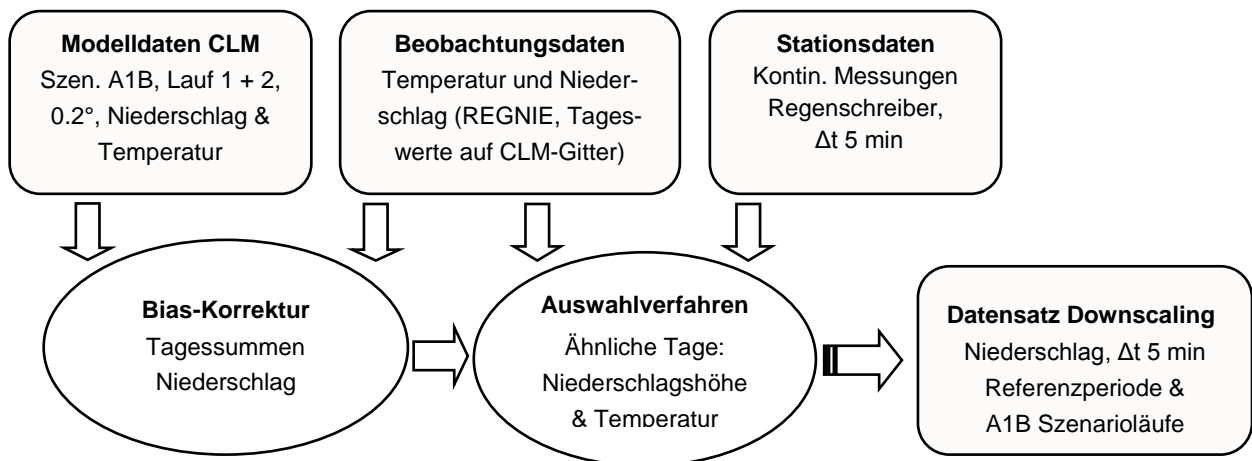 Modelldaten CLM
Szen. A1B, Lauf 1 + 2,
0.2°, Niederschlag &
Temperatur
Beobachtungsdaten
Temperatur und Nieder-
schlag (REGNIE, Tages-
werte auf CLM-Gitter)
Stationsdaten
Kontin. Messungen
Regenschreiber,
Δt 5 min
Bias-Korrektur
Tagessummen
Niederschlag
Auswahlverfahren
Ähnliche Tage:
Niederschlagshöhe
& Temperatur
Datensatz Downscaling
Niederschlag, Δt 5 min
Referenzperiode &
A1B Szenarioläufe